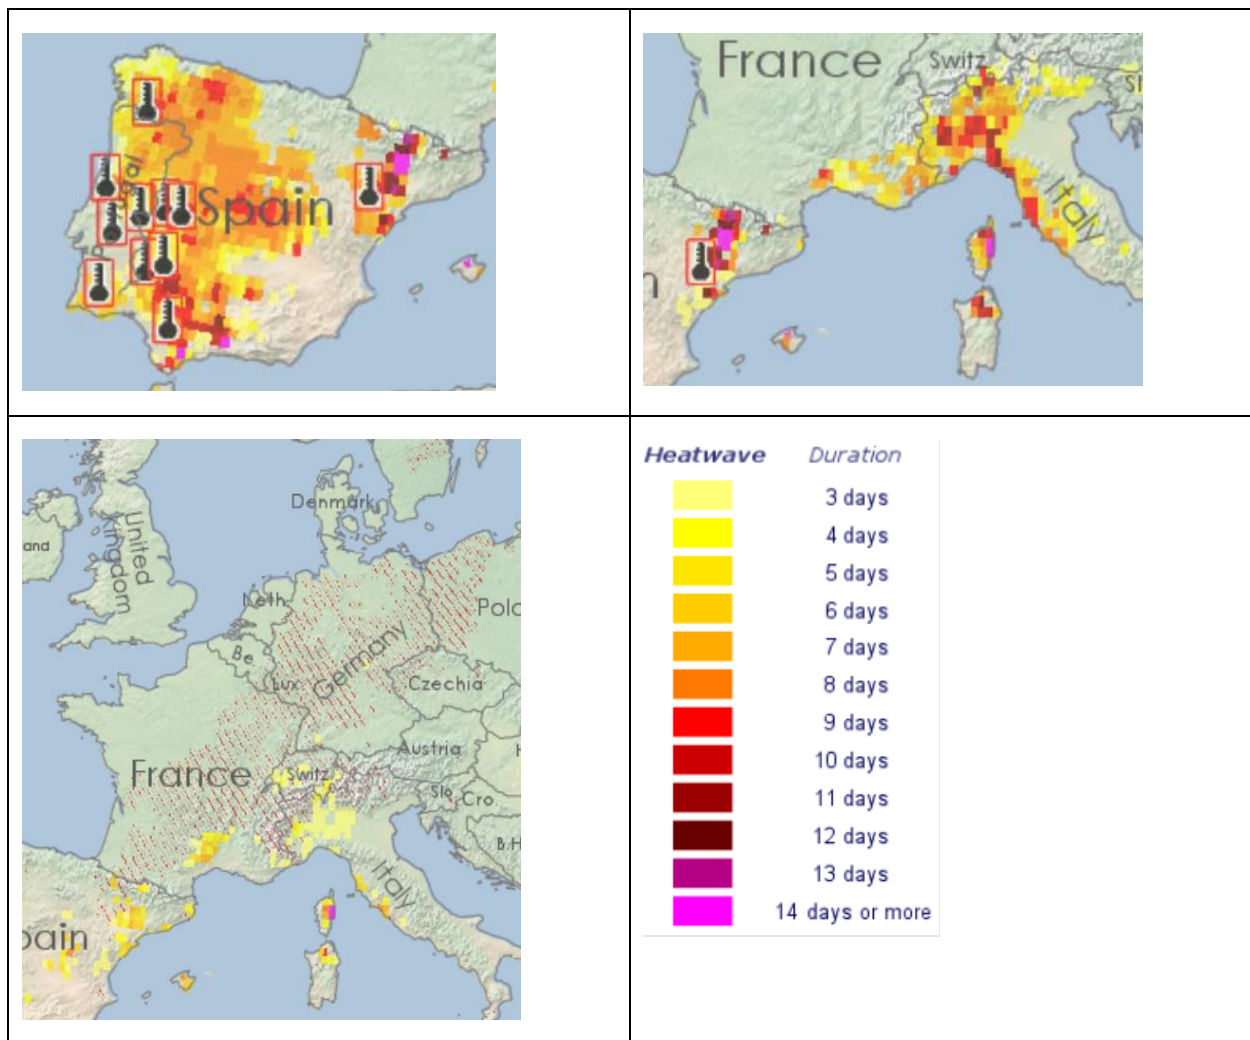 Spain
France
Switz
Italy
n
Denmark
United
Kingdom
and
Neth
Be
Lux
Germany
Czechia
Austria
France
Switz
Slo
Cro
B.H
Italy
Heatwave Duration
3 days
4 days
5 days
6 days
7 days
8 days
9 days
10 days
11 days
12 days
13 days
14 days or more